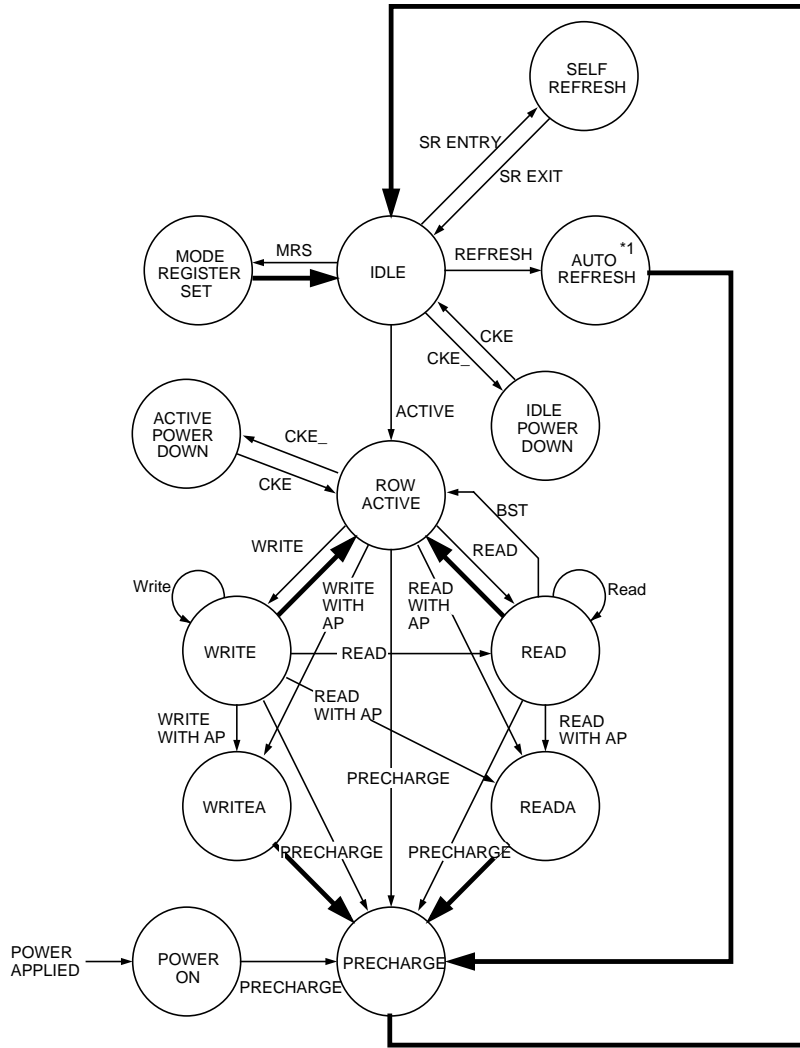 SELF
REFRESH
SR ENTRY
SR EXIT
MODE
REGISTER
SET
MRS
IDLE
REFRESH
AUTO *1
REFRESH
CKE
CKE_
IDLE
POWER
DOWN
ACTIVE
ACTIVE
POWER
DOWN
CKE_
CKE
ROW
ACTIVE
BST
WRITE
READ
Write
WRITE
WITH
AP
READ
WITH
AP
Read
WRITE
READ
READ
READ
WITH AP
WRITE
WITH AP
READ
WITH AP
PRECHARGE
WRITEA
READA
PRECHARGE
PRECHARGE
POWER
APPLIED
POWER
ON
PRECHARGE
PRECHARGE